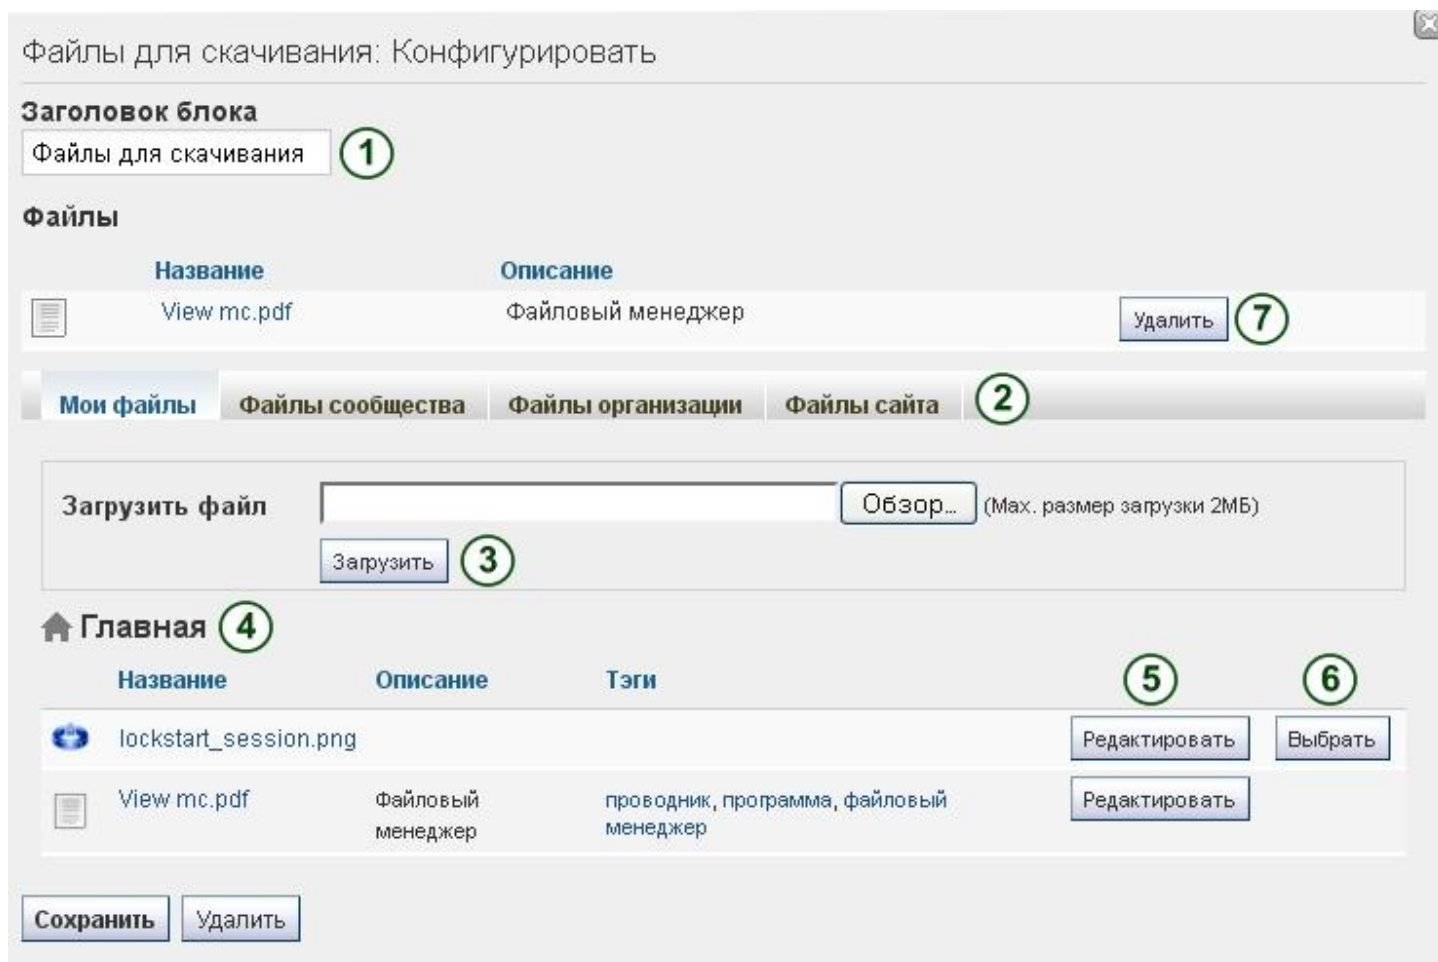 Файлы для скачивания: Конфигурировать
Заголовок блока
Файлы для скачивания 1
Файлы
Название Описание
View mc.pdf Файловый менеджер Удалить 7
Мои файлы Файлы сообщества Файлы организации Файлы сайта 2
Загрузить файл Обзор... (Max. размер загрузки 2МБ)
Загрузить 3
Главная 4
Название Описание Тэги 5 6
lockstart_session.png Редактировать Выбрать
View mc.pdf Файловый проводник, программа, файловый Редактировать
менеджер менеджер
Сохранить Удалить